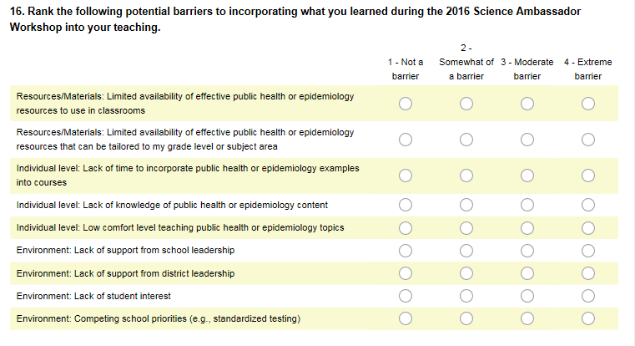 16. Rank the following potential barriers to incorporating what you learned during the 2016 Science Ambassador
Workshop into your teaching.
1 - Not a barrier
2 - Somewhat of a barrier
3 - Moderate barrier
4 - Extreme barrier
Resources/Materials: Limited availability of effective public health or epidemiology
resources to use in classrooms
Resources/Materials: Limited availability of effective public health or epidemiology
resources that can be tailored to my grade level or subject area
Individual level: Lack of time to incorporate public health or epidemiology examples
into courses
Individual level: Lack of knowledge of public health or epidemiology content
Individual level: Low comfort level teaching public health or epidemiology topics
Environment: Lack of support from school leadership
Environment: Lack of support from district leadership
Environment: Lack of student interest
Environment: Competing school priorities (e.g., standardized testing)